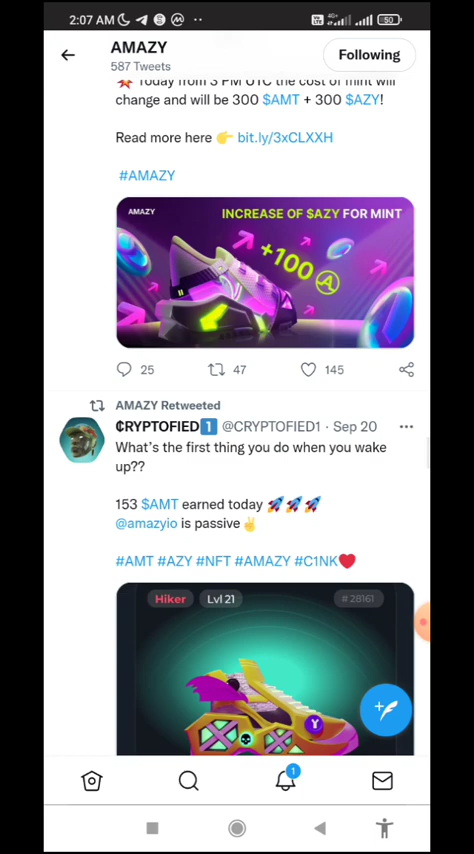 2:07 AM
50
AMAZY
587 Tweets
Following
Today from 3 PM UTC the cost of mint will
change and will be 300 $AMT + 300 $AZY!
Read more here 👉 bit.ly/3xCLXXH
#AMAZY
AMAZY
INCREASE OF $AZY FOR MINT
+100
25
47
145
AMAZY Retweeted
₵RYPTOFIED1️⃣ @CRYPTOFIED1 · Sep 20
What's the first thing you do when you wake
up??
153 $AMT earned today 🚀🚀🚀
@amazyio is passive✌
#AMT #AZY #NFT #AMAZY #C1NK❤️
Hiker
Lvl 21
# 28161
Y
1